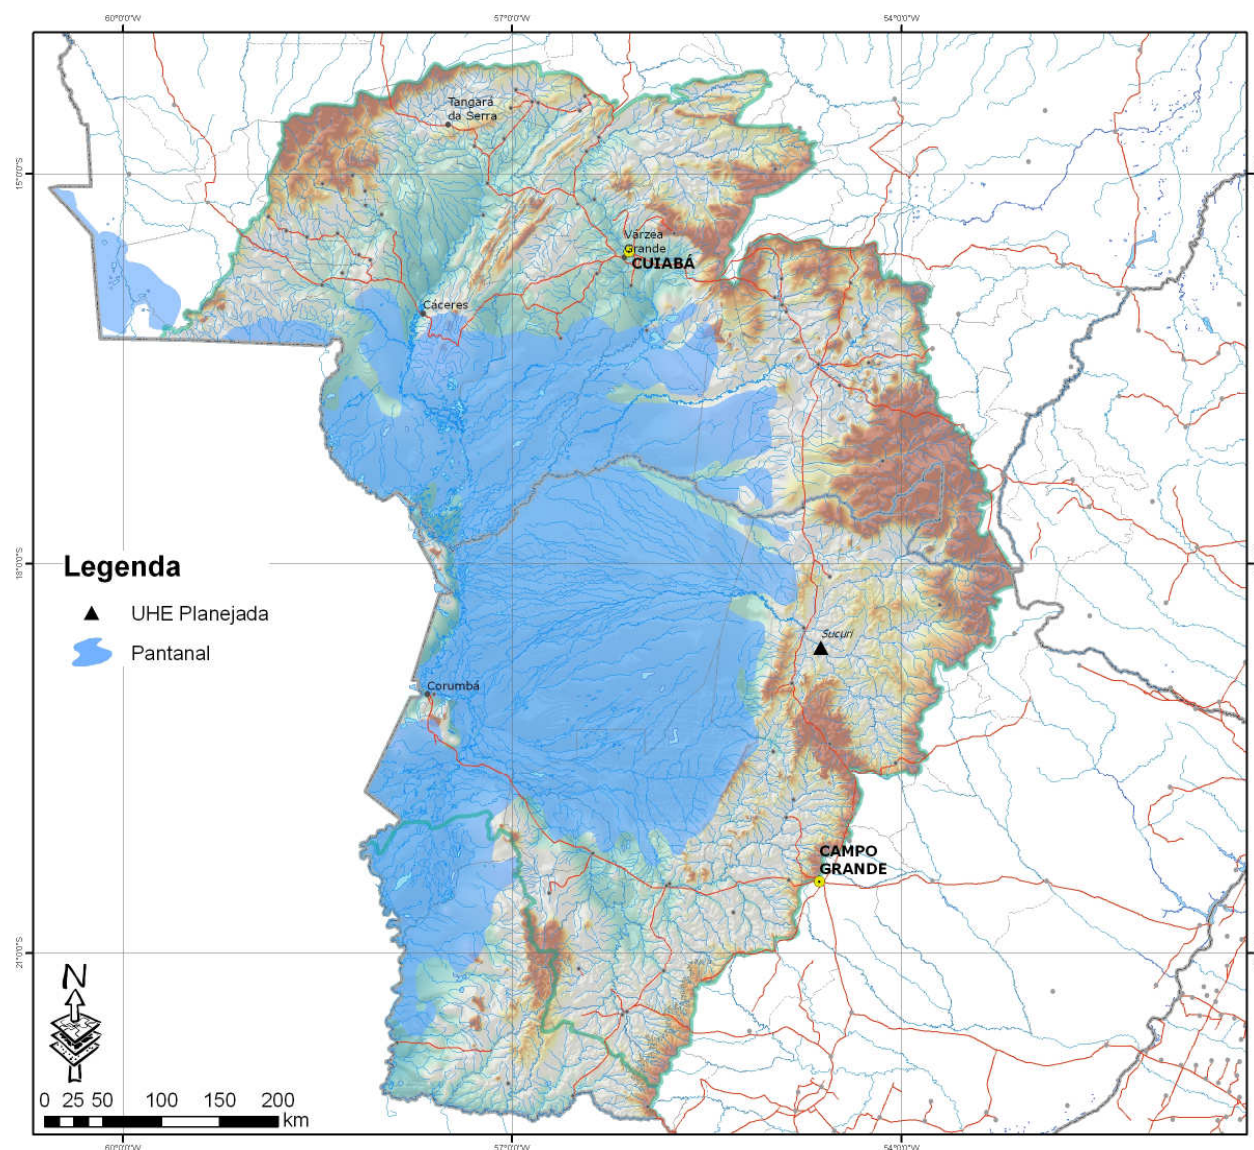 60°0'0"W 57°0'0"W 54°0'0"W
Tangará
da Serra
15°0'0"S
Várzea
Grande
CUIABÁ
Cáceres
18°0'0"S
Legenda
UHE Planejada
Pantanal
Sucuri
Corumbá
CAMPO
GRANDE
21°0'0"S
N
0 25 50 100 150 200
km
60°0'0"W 57°0'0"W 54°0'0"W